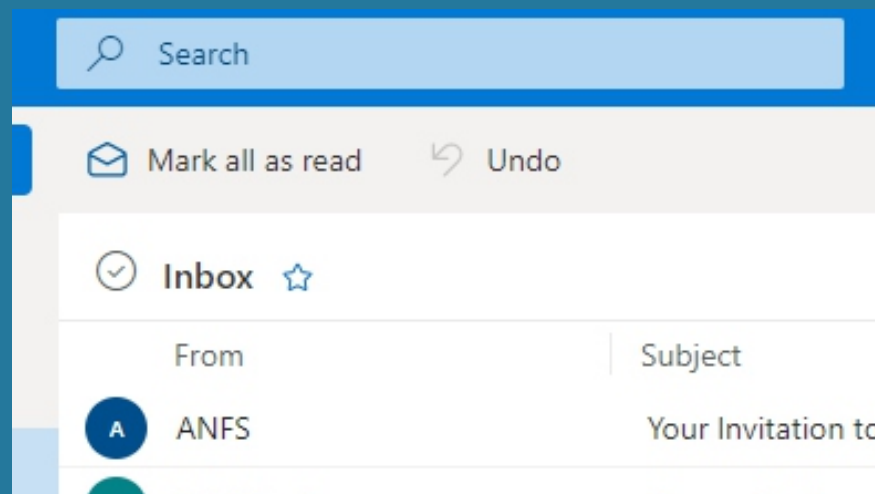 Search
Mark all as read Undo
Inbox
From Subject
A ANFS Your Invitation to